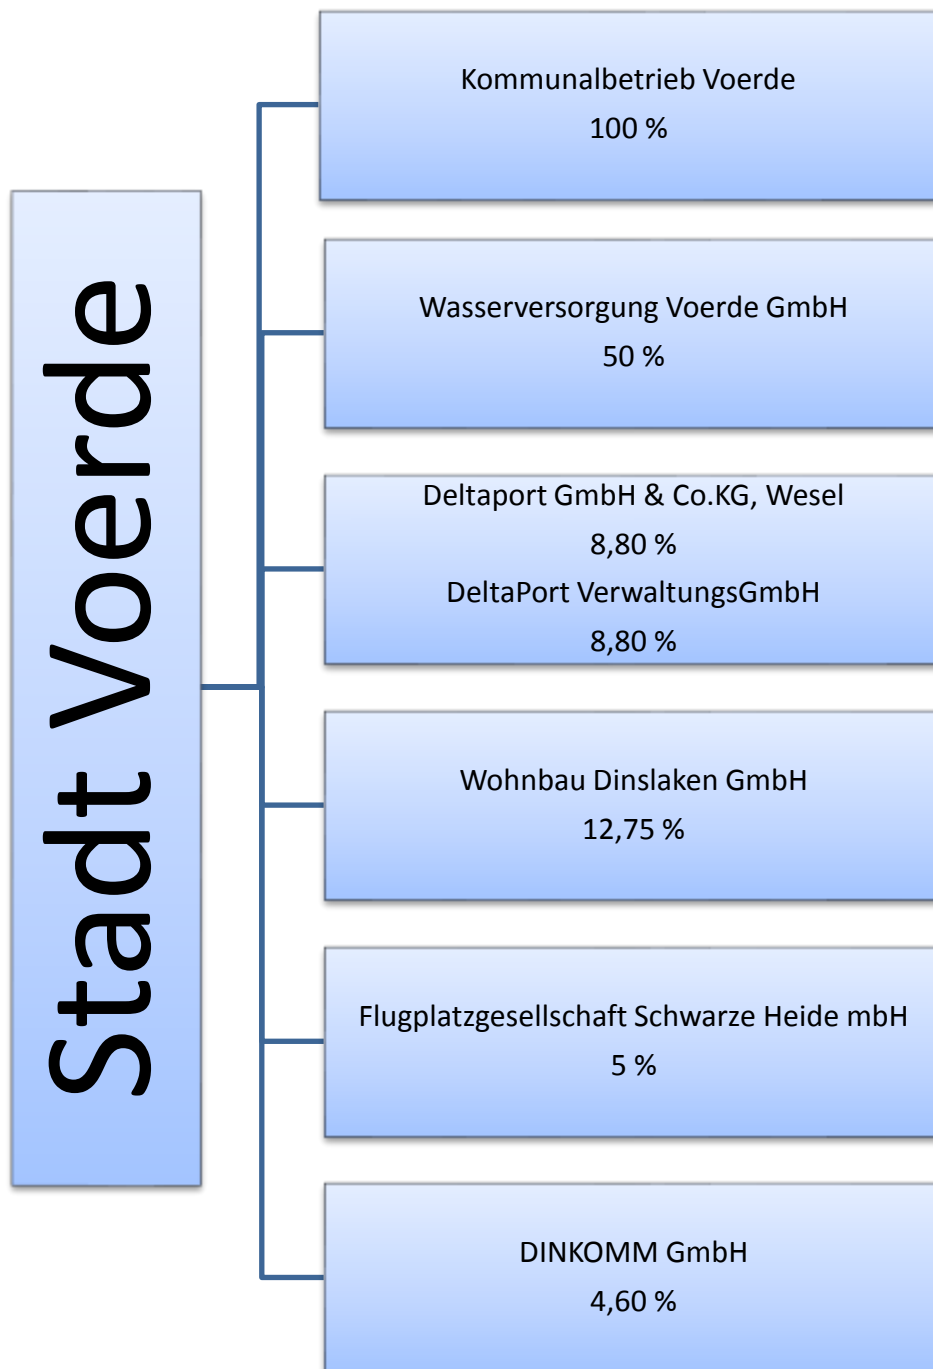 Stadt Voerde
Kommunalbetrieb Voerde
100 %
Wasserversorgung Voerde GmbH
50 %
Deltaport GmbH & Co.KG, Wesel
8,80 %
DeltaPort VerwaltungsGmbH
8,80 %
Wohnbau Dinslaken GmbH
12,75 %
Flugplatzgesellschaft Schwarze Heide mbH
5 %
DINKOMM GmbH
4,60 %